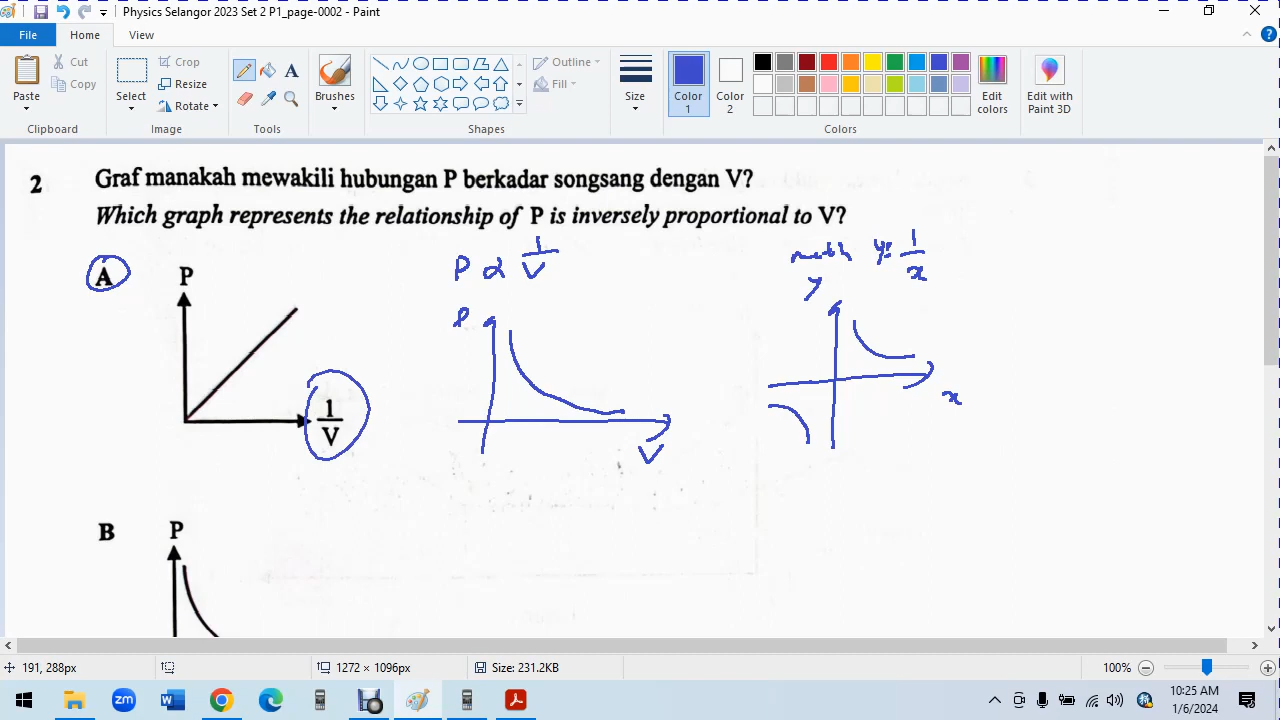 Physics Selangor 2023 Set 2 P1_page-0002 - Paint
File Home View
Paste Cut Copy Clipboard
Select Crop Resize Rotate Image
Tools
Brushes
Outline Fill Shapes
Size
Color 1 Color 2 Edit colors Colors
Edit with Paint 3D
2 Graf manakah mewakili hubungan P berkadar songsang dengan V?
Which graph represents the relationship of P is inversely proportional to V?
P ∝ 1/V
math y = 1/x
A P
1/V
P
V
y
x
B P
191, 288px 1272 × 1096px Size: 231.2KB 100%
zm W
10:25 AM
1/6/2024